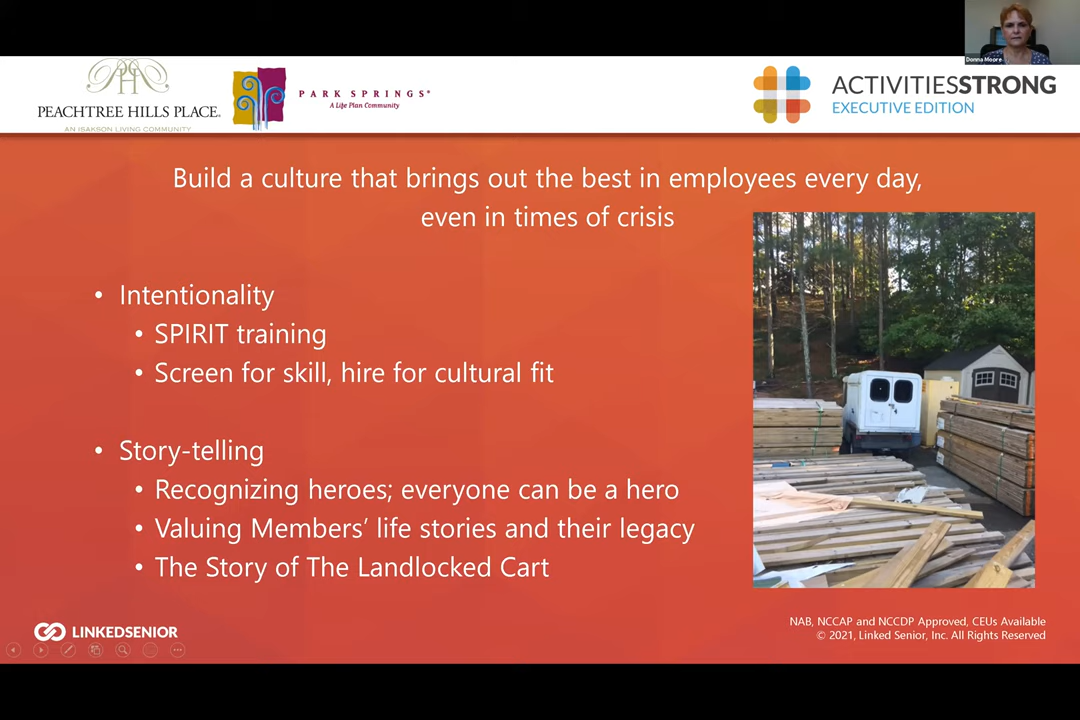 Donna Moore
PEACHTREE HILLS PLACE®
AN ISAKSON LIVING COMMUNITY
PARK SPRINGS®
A Life Plan Community
ACTIVITIESSTRONG
EXECUTIVE EDITION
Build a culture that brings out the best in employees every day,
even in times of crisis
• Intentionality
• SPIRIT training
• Screen for skill, hire for cultural fit
• Story-telling
• Recognizing heroes; everyone can be a hero
• Valuing Members’ life stories and their legacy
• The Story of The Landlocked Cart
LINKEDSENIOR
NAB, NCCAP and NCCDP Approved, CEUs Available
© 2021, Linked Senior, Inc. All Rights Reserved